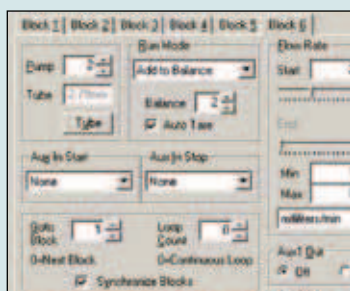 Block 1 Block 2 Block 3 Block 4 Block 5 Block 6
Pump 2
Tube 2.79mm
Tube
Run Mode
Add to Balance
Balance 2
Auto Tare
Flow Rate
Start
End
Min
Max
milliliters/min
Aux In Start
None
Aux In Stop
None
Goto Block 1
0=Next Block
Loop Count 0
0=Continuous Loop
Synchronize Blocks
Aux1 Out
Off